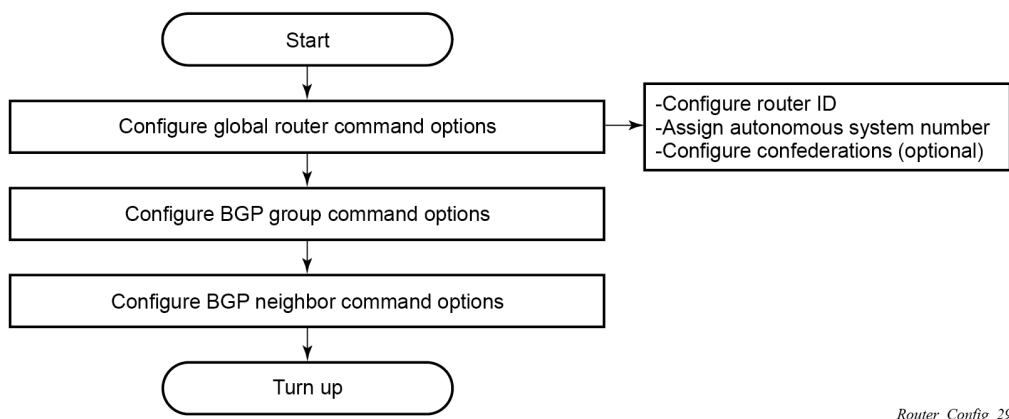 Start
Configure global router command options
-Configure router ID
-Assign autonomous system number
-Configure confederations (optional)
Configure BGP group command options
Configure BGP neighbor command options
Turn up
Router_Config_29